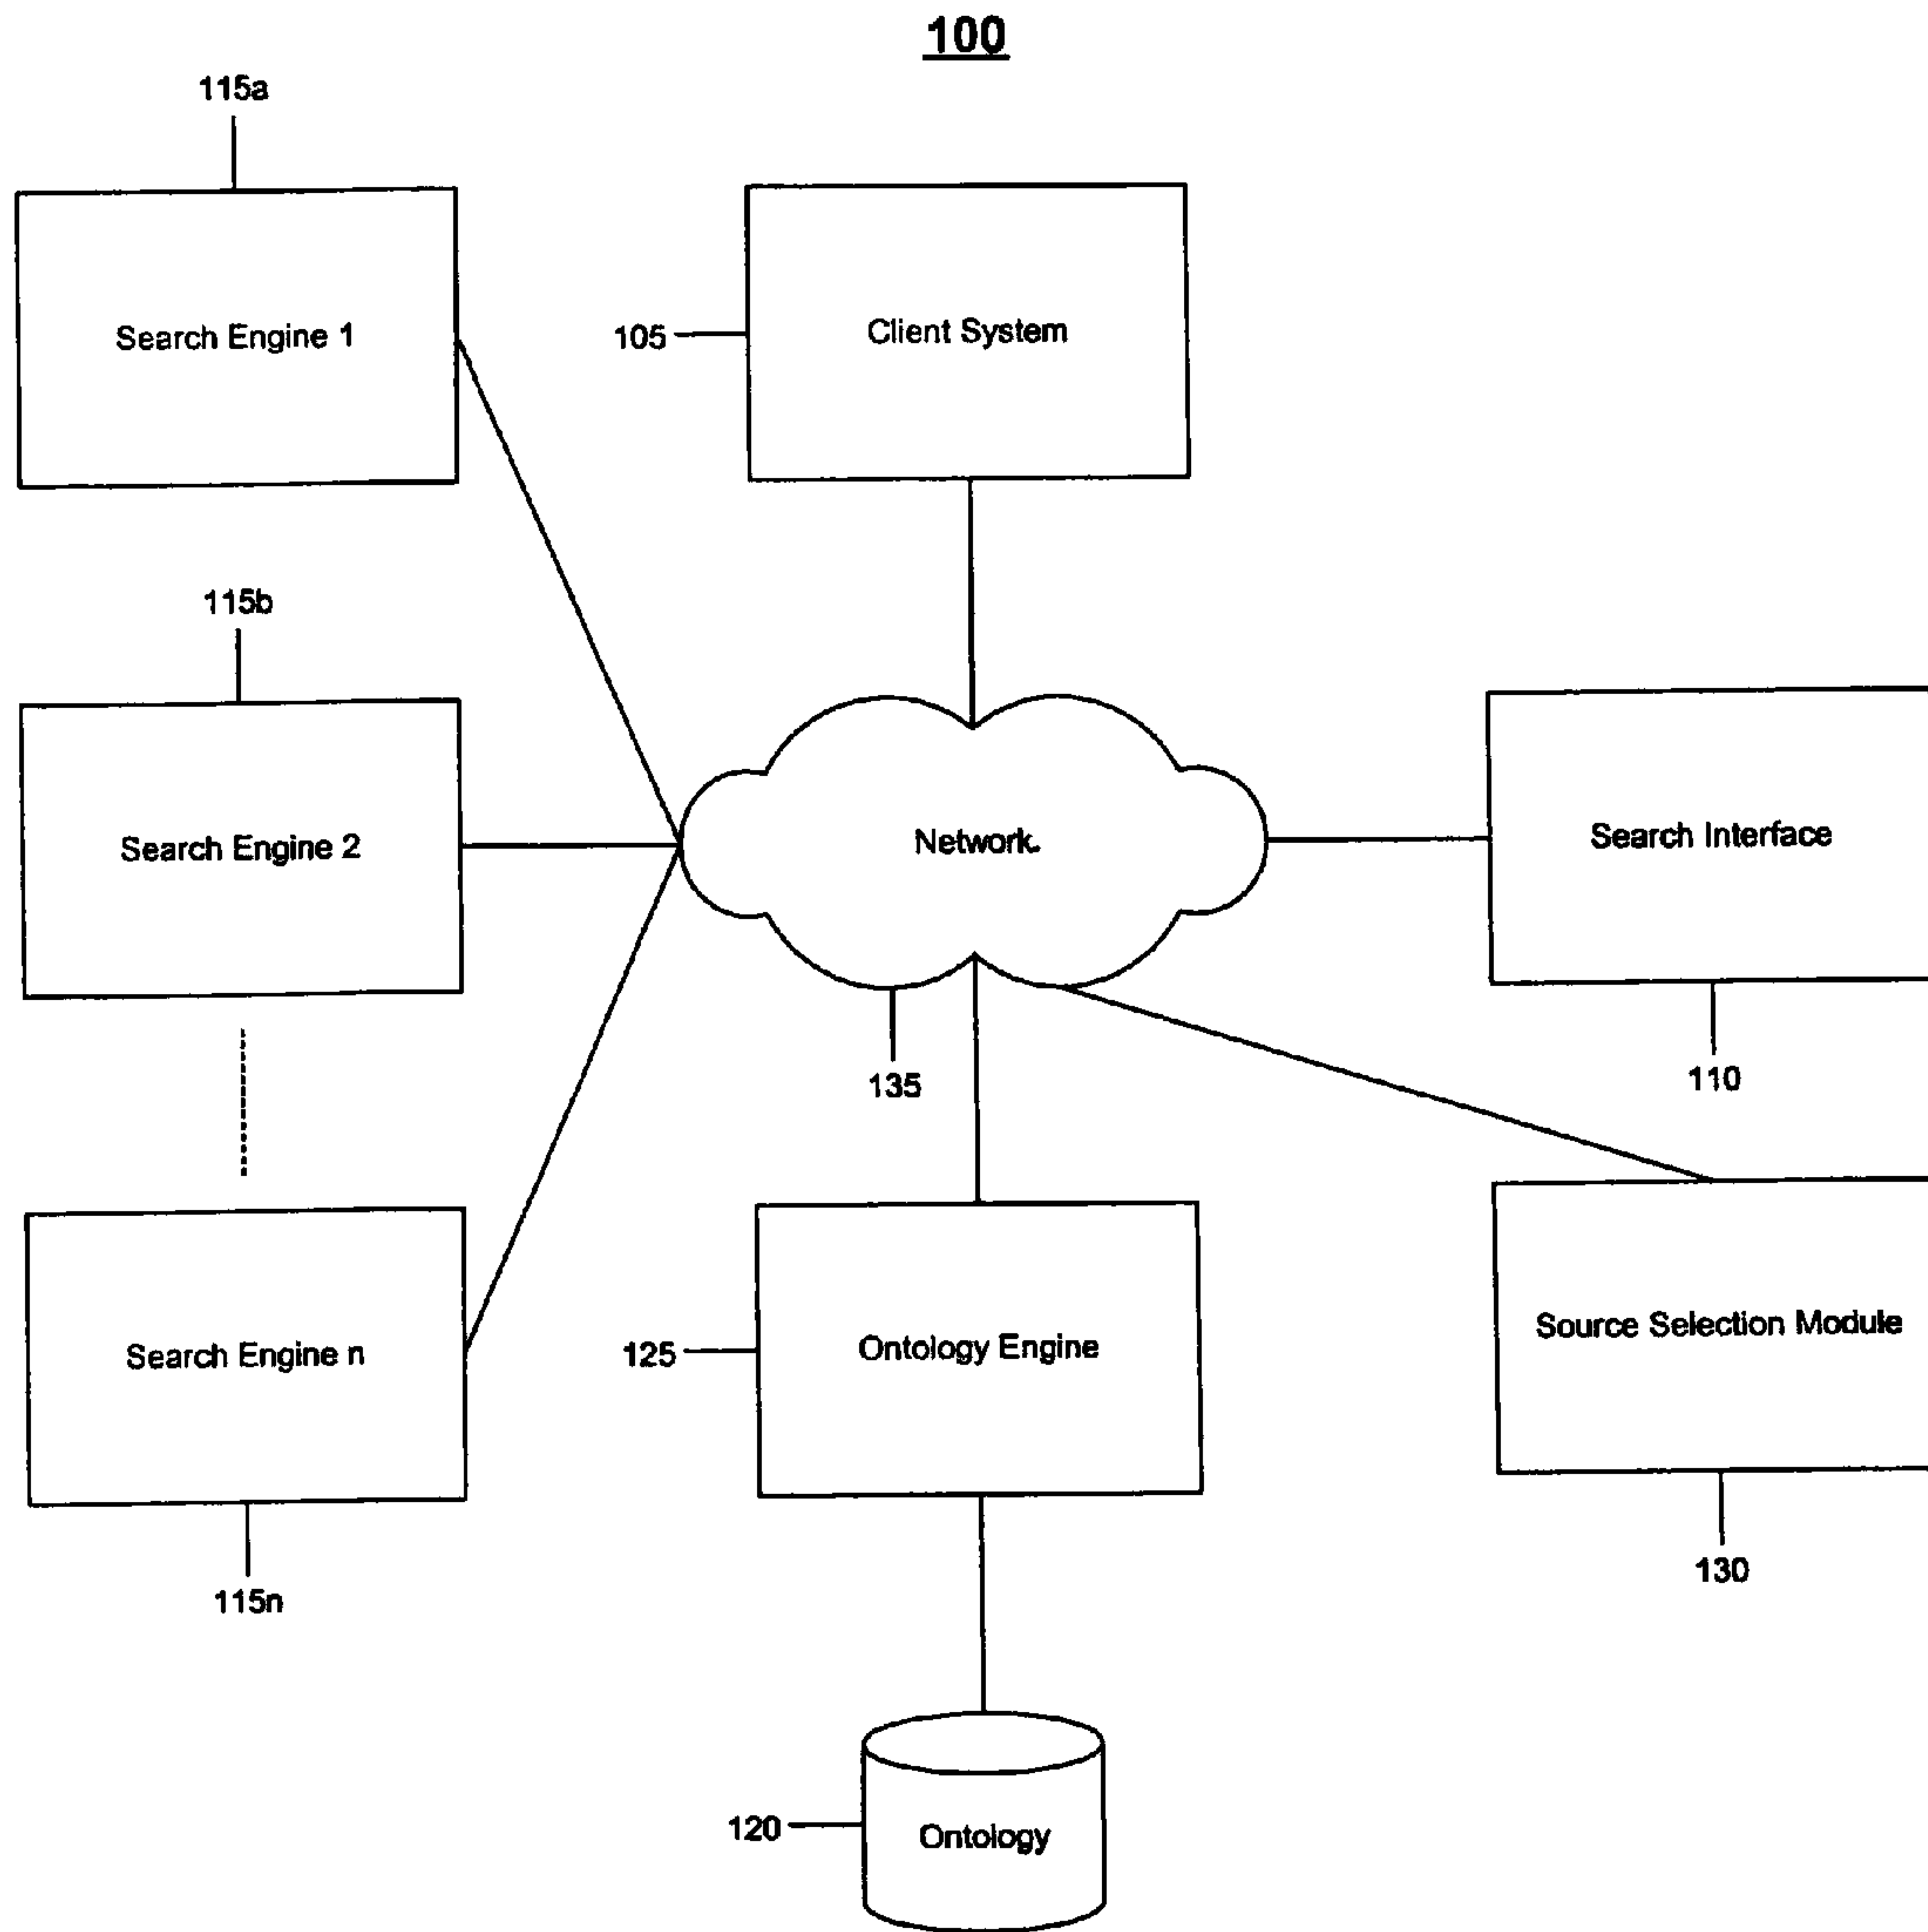 100
115a
Search Engine 1
105
Client System
115b
Search Engine 2
Network.
Search Interface
135
110
Search Engine n
125
Ontology Engine
Source Selection Module
115n
130
120
Ontology